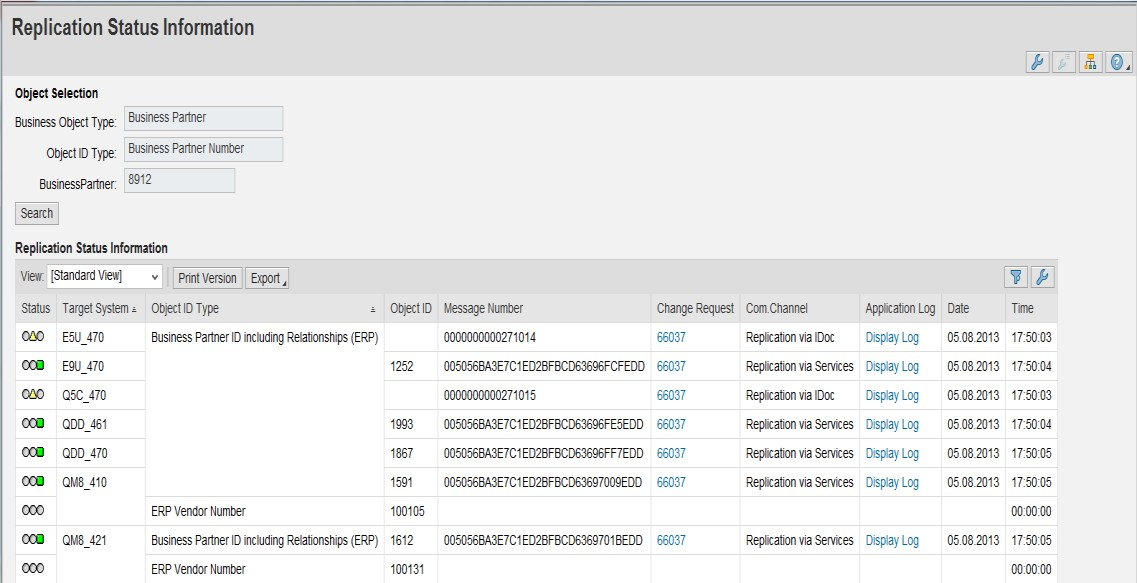 Replication Status Information
Object Selection
Business Object Type: Business Partner
Object ID Type: Business Partner Number
BusinessPartner: 8912
Search
Replication Status Information
View: [Standard View] Print Version Export
Status Target System Object ID Type Object ID Message Number Change Request Com.Channel Application Log Date Time
E5U_470 Business Partner ID including Relationships (ERP) 0000000000271014 66037 Replication via IDoc Display Log 05.08.2013 17:50:03
E9U_470 1252 005056BA3E7C1ED2BFBCD63696FCFEDD 66037 Replication via Services Display Log 05.08.2013 17:50:04
Q5C_470 0000000000271015 66037 Replication via IDoc Display Log 05.08.2013 17:50:03
QDD_461 1993 005056BA3E7C1ED2BFBCD63696FE5EDD 66037 Replication via Services Display Log 05.08.2013 17:50:04
QDD_470 1867 005056BA3E7C1ED2BFBCD63696FF7EDD 66037 Replication via Services Display Log 05.08.2013 17:50:05
QM8_410 1591 005056BA3E7C1ED2BFBCD63697009EDD 66037 Replication via Services Display Log 05.08.2013 17:50:05
ERP Vendor Number 100105 00:00:00
QM8_421 Business Partner ID including Relationships (ERP) 1612 005056BA3E7C1ED2BFBCD6369701BEDD 66037 Replication via Services Display Log 05.08.2013 17:50:05
ERP Vendor Number 100131 00:00:00